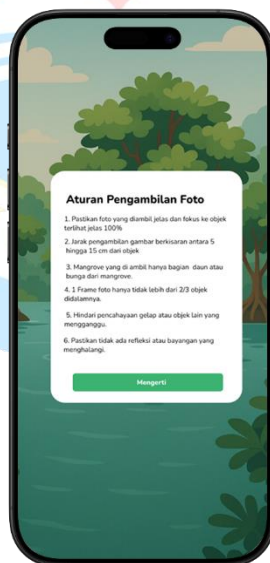 Aturan Pengambilan Foto
1. Pastikan foto yang diambil jelas dan fokus ke objek
terlihat jelas 100%
2. Jarak pengambilan gambar berkisaran antara 5
hingga 15 cm dari objek
3. Mangrove yang di ambil hanya bagian daun atau
bunga dari mangrove.
4. 1 Frame foto hanya tidak lebih dari 2/3 objek
didalamnya.
5. Hindari pencahayaan gelap atau objek lain yang
mengganggu.
6. Pastikan tidak ada refleksi atau bayangan yang
menghalangi.
Mengerti